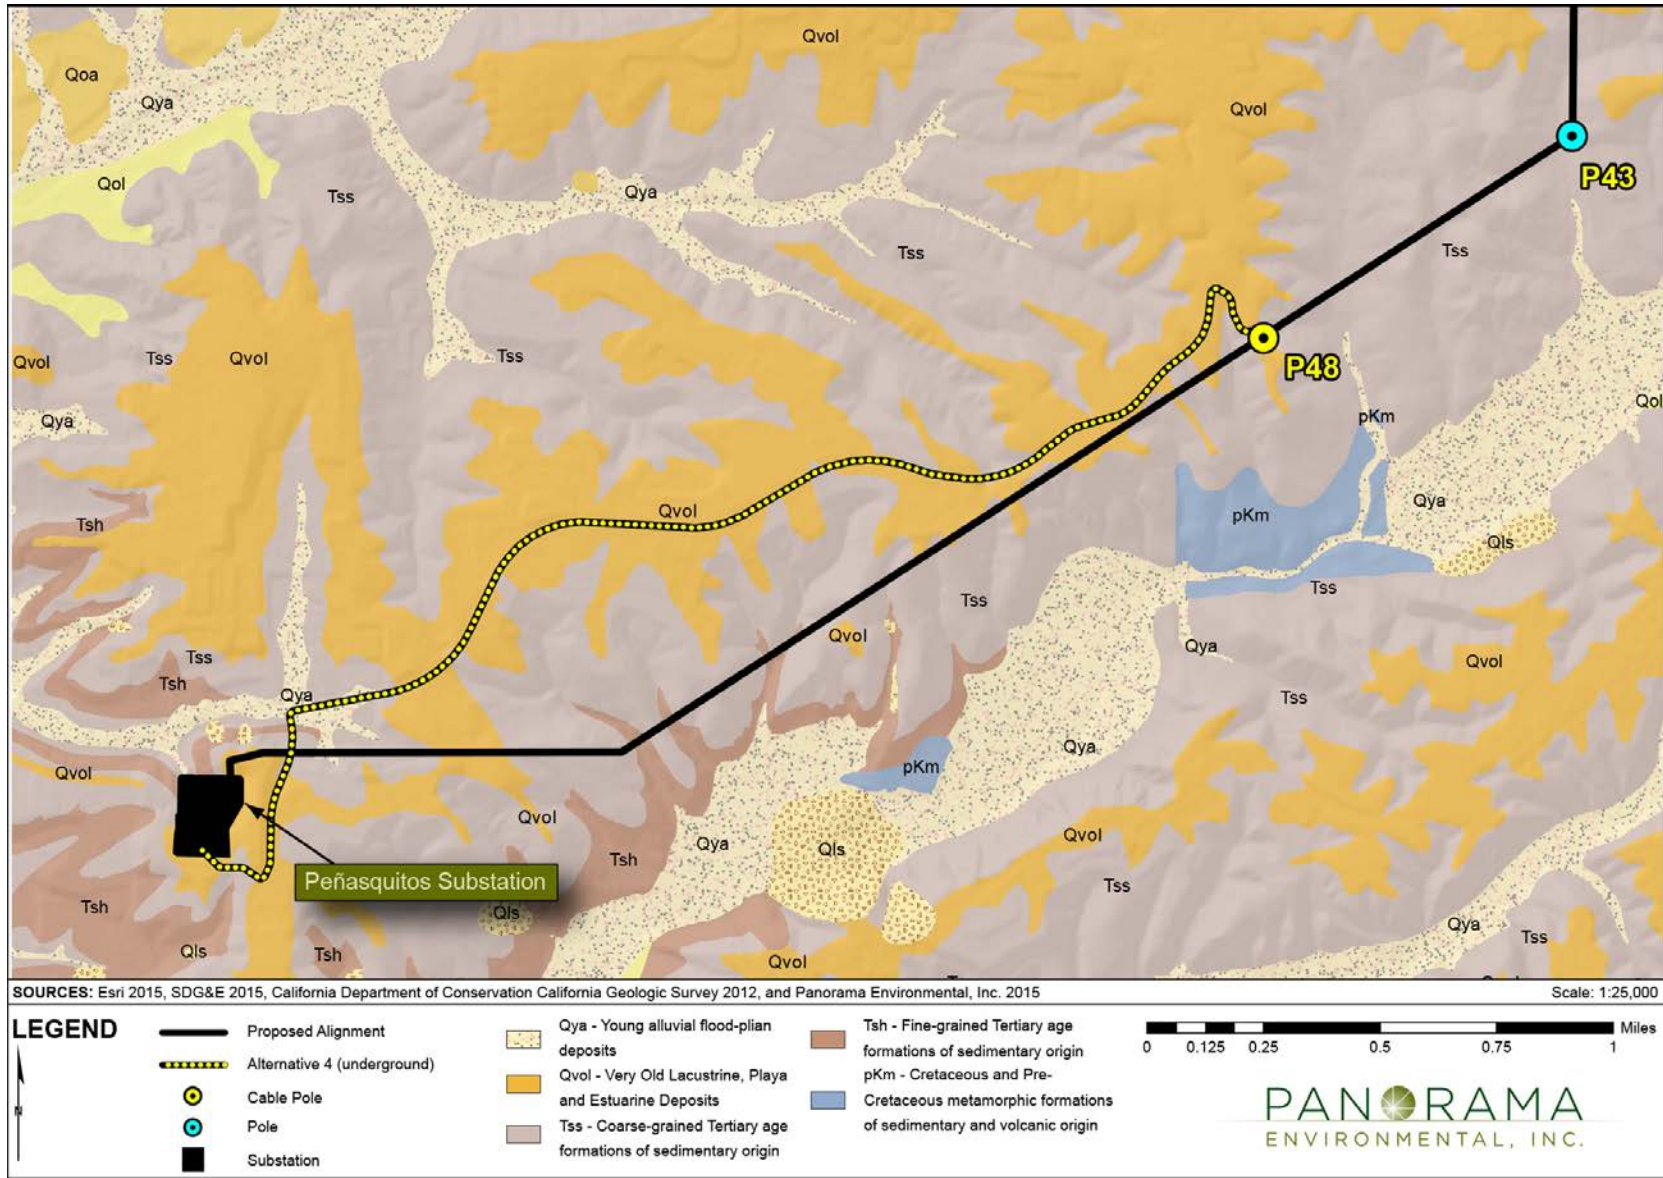 Qvol
Qoa
Qya
Qvol
P43
Qol
Tss
Qya
Tss
Tss
Qvol
Tss
Qvol
Tss
P48
Qya
pKm
Qol
Tsh
Qvol
pKm
Qya
Qls
Tss
Tss
Qvol
Qya
Tss
Tsh
Qvol
Qya
Tss
Qya
pKm
Qvol
Qvol
Qya
Qls
Qvol
Tsh
Peñasquitos Substation
Tss
Tsh
Qls
Qya
Tss
Qls
Tsh
Qvol
SOURCES: Esri 2015, SDG&E 2015, California Department of Conservation California Geologic Survey 2012, and Panorama Environmental, Inc. 2015
Scale: 1:25,000
LEGEND
N
Proposed Alignment
Alternative 4 (underground)
Cable Pole
Pole
Substation
Qya - Young alluvial flood-plian
deposits
Qvol - Very Old Lacustrine, Playa
and Estuarine Deposits
Tss - Coarse-grained Tertiary age
formations of sedimentary origin
Tsh - Fine-grained Tertiary age
formations of sedimentary origin
pKm - Cretaceous and Pre-
Cretaceous metamorphic formations
of sedimentary and volcanic origin
Miles
0 0.125 0.25 0.5 0.75 1
PANORAMA
ENVIRONMENTAL, INC.